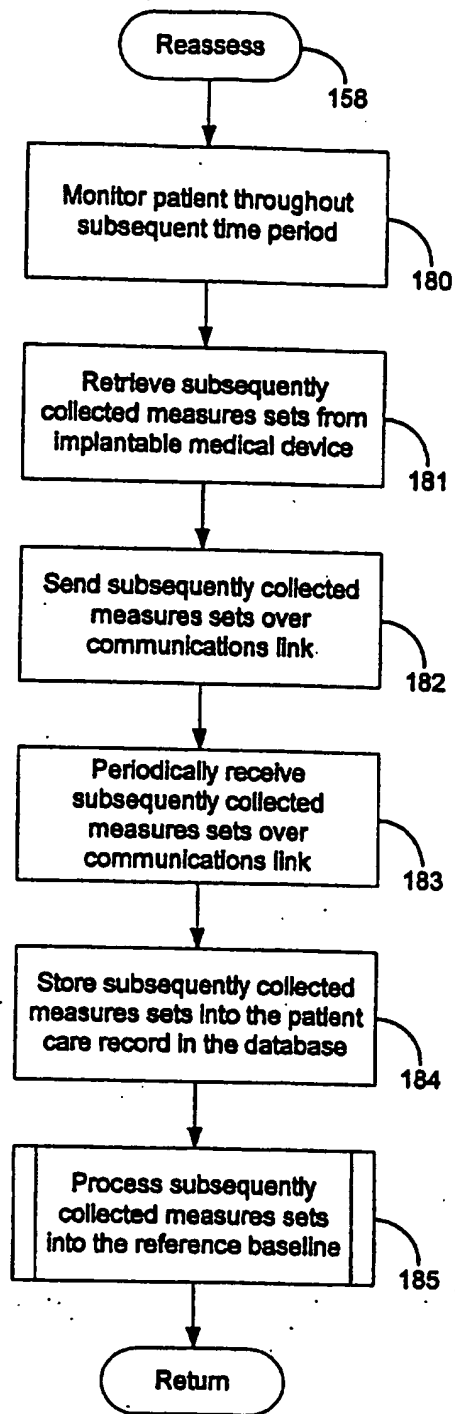 Reassess
158
Monitor patient throughout
subsequent time period
180
Retrieve subsequently
collected measures sets from
implantable medical device
181
Send subsequently collected
measures sets over
communications link
182
Periodically receive
subsequently collected
measures sets over
communications link
183
Store subsequently collected
measures sets into the patient
care record in the database
184
Process subsequently
collected measures sets
into the reference baseline
185
Return